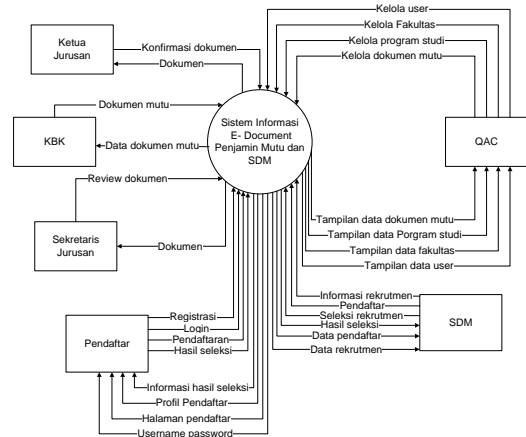 Kelola user
Kelola Fakultas
Kelola program studi
Kelola dokumen mutu
Ketua
Jurusan
Konfirmasi dokumen
Dokumen
Dokumen mutu
KBK
Data dokumen mutu
Sistem Informasi
E- Document
Penjamin Mutu dan
SDM
QAC
Review dokumen
Sekretaris
Jurusan
Dokumen
Tampilan data dokumen mutu
Tampilan data Porgram studi
Tampilan data fakultas
Tampilan data user
Informasi rekrutmen
Pendaftar
Seleksi rekrutmen
Hasil seleksi
Data pendaftar
Data rekrutmen
SDM
Registrasi
Login
Pendaftaran
Hasil seleksi
Pendaftar
Informasi hasil seleksi
Profil Pendaftar
Halaman pendaftar
Username password